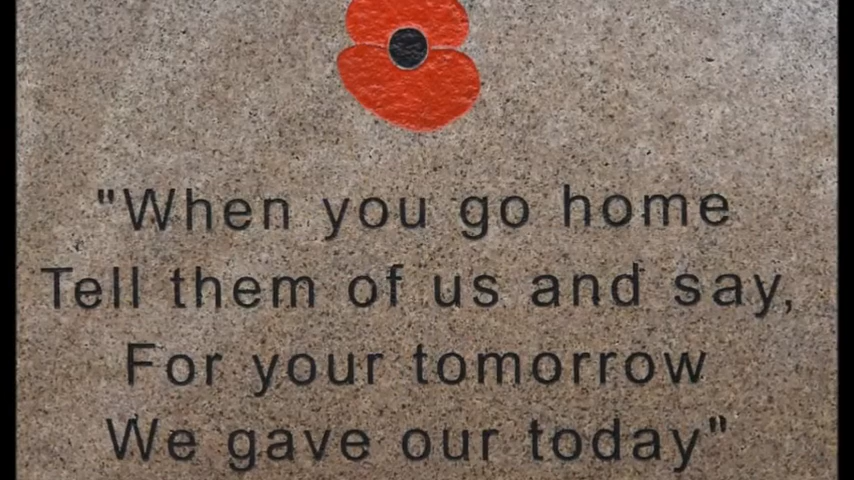 "When you go home
Tell them of us and say,
For your tomorrow
We gave our today"